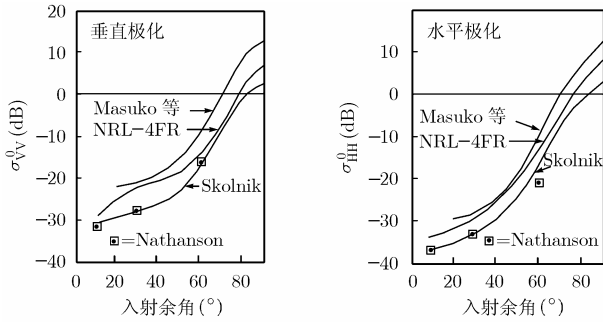 垂直极化
20
10
0
−10
−20
−30
−40
σ⁰VV(dB)
Masuko 等
NRL−4FR
Skolnik
=Nathanson
0 20 40 60 80
入射余角(°)
水平极化
10
0
−10
−20
−30
−40
σ⁰HH(dB)
Masuko 等
NRL−4FR
Skolnik
=Nathanson
0 20 40 60 80
入射余角(°)